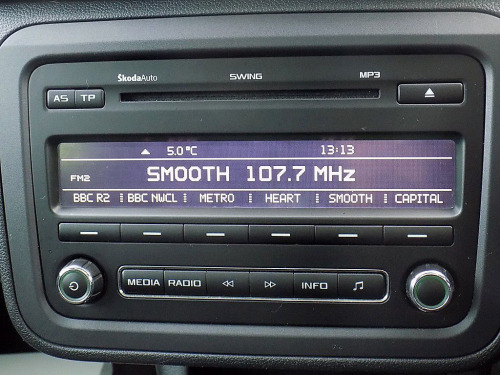 ŠkodaAuto SWING MP3
AS TP
5.0°C 13:13
FM2 SMOOTH 107.7 MHz
BBC R2 BBC NWCL METRO HEART SMOOTH CAPITAL
MEDIA RADIO INFO